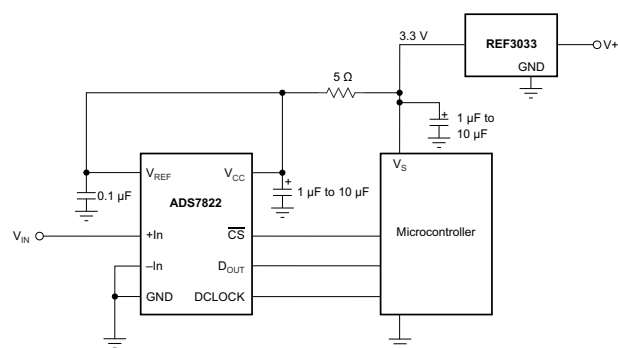 3.3 V
REF3033
V+
GND
5 Ω
1 µF to
10 µF
VREF
VCC
VS
0.1 µF
ADS7822
1 µF to 10 µF
VIN
+In
CS
Microcontroller
–In
DOUT
GND
DCLOCK